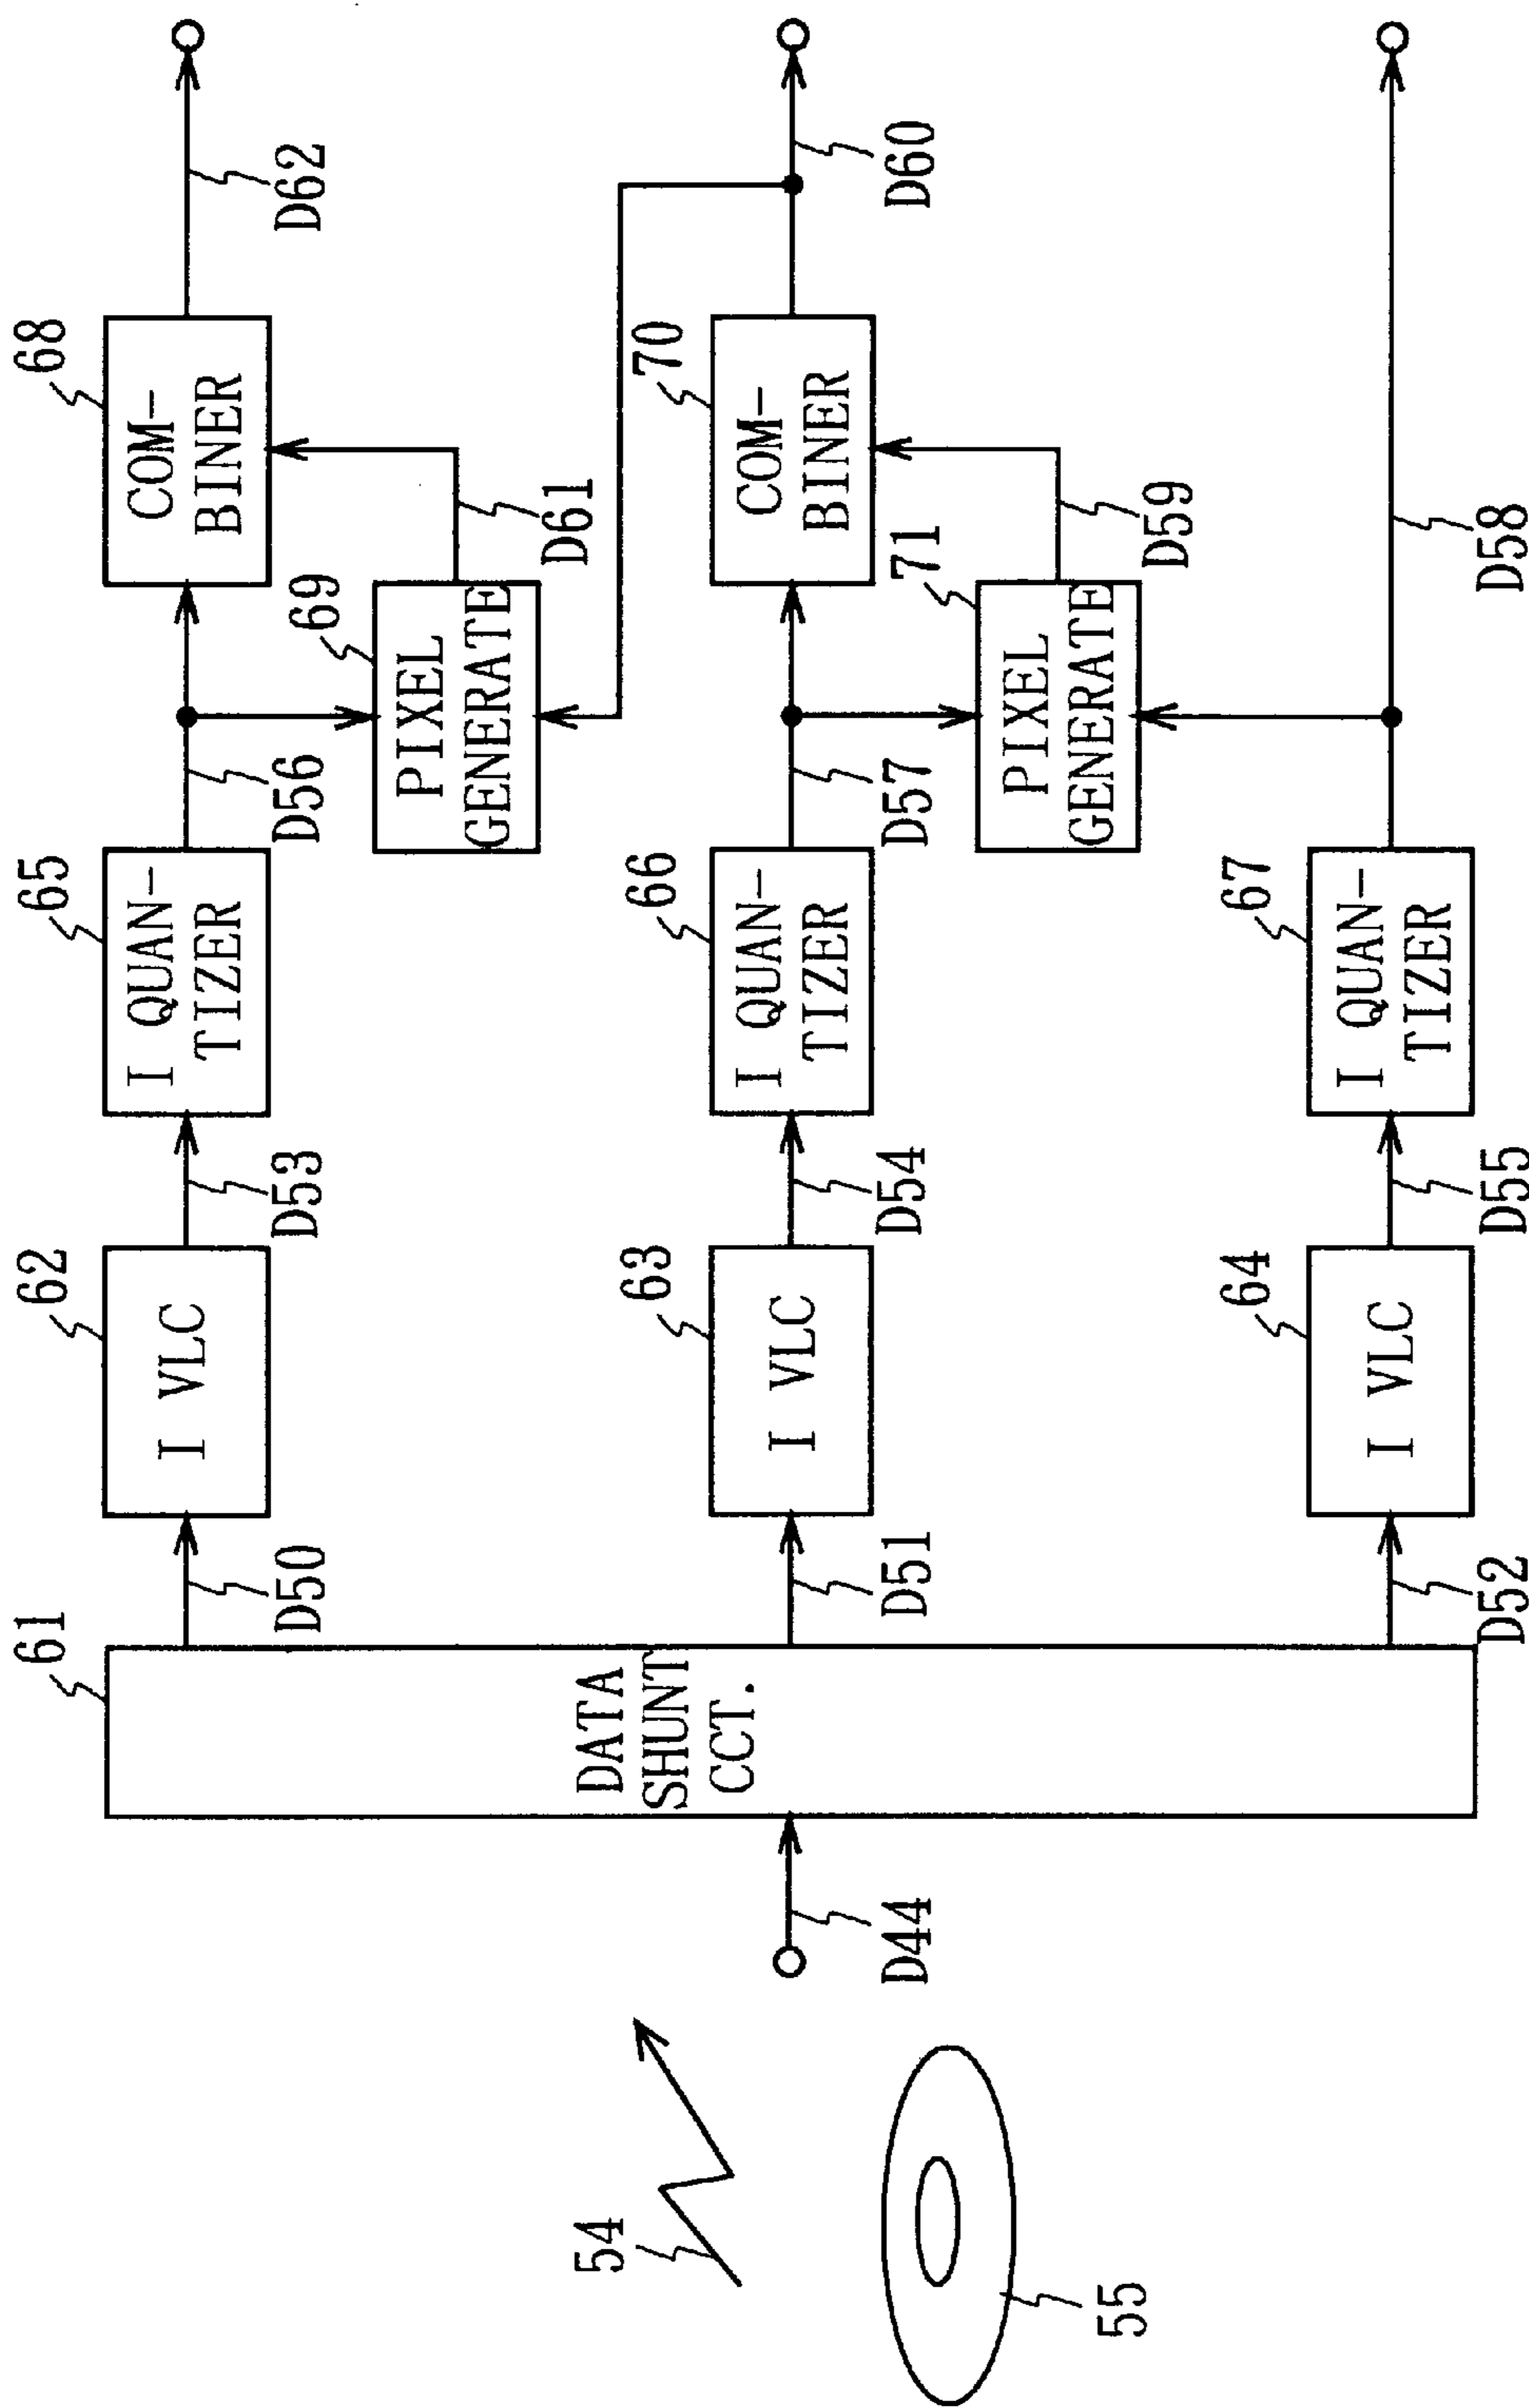 54
55
D44
61
DATA
SHUNT
CCT.
D50
62
I VLC
D53
65
I QUAN-
TIZER
D56
69
PIXEL
GENERATE
D61
68
COM-
BINER
D62
D51
63
I VLC
D54
66
I QUAN-
TIZER
D57
71
PIXEL
GENERATE
D59
70
COM-
BINER
D60
D52
64
I VLC
D55
67
I QUAN-
TIZER
D58